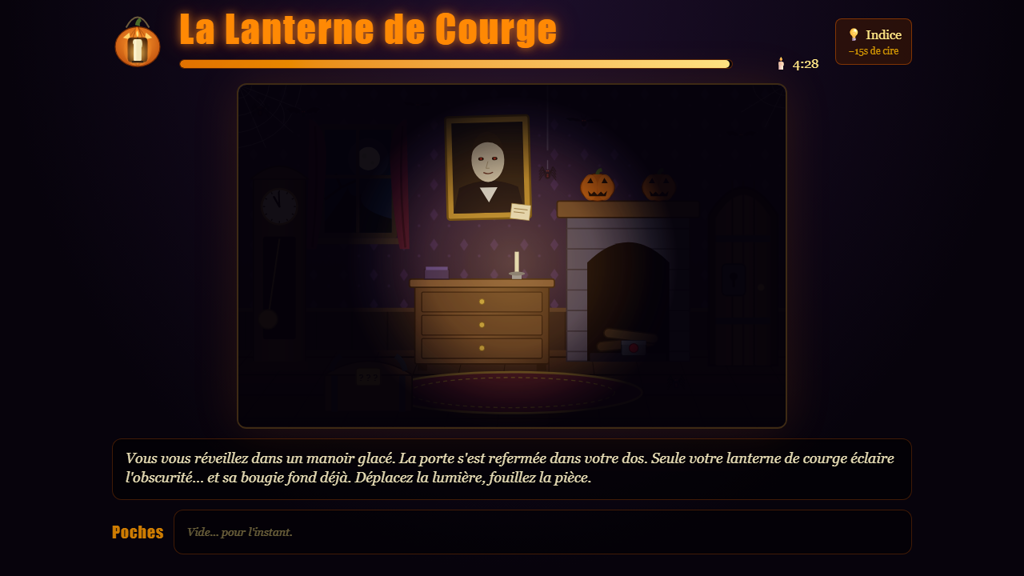 La Lanterne de Courge
4:28
Indice
−15s de cire
Vous vous réveillez dans un manoir glacé. La porte s'est refermée dans votre dos. Seule votre lanterne de courge éclaire
l'obscurité... et sa bougie fond déjà. Déplacez la lumière, fouillez la pièce.
Poches
Vide... pour l'instant.